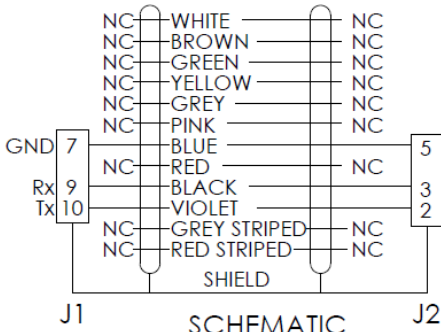 NC WHITE NC
NC BROWN NC
NC GREEN NC
NC YELLOW NC
NC GREY NC
NC PINK NC
GND 7 BLUE 5
NC RED NC
Rx 9 BLACK 3
Tx 10 VIOLET 2
NC GREY STRIPED NC
NC RED STRIPED NC
SHIELD
J1 SCHEMATIC J2